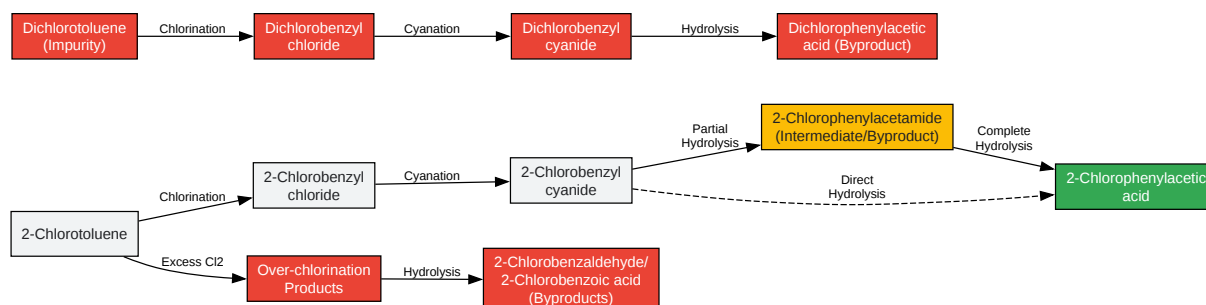 Dichlorotoluene
(Impurity)
Chlorination
Dichlorobenzyl
chloride
Cyanation
Dichlorobenzyl
cyanide
Hydrolysis
Dichlorophenylacetic
acid (Byproduct)
2-Chlorotoluene
Chlorination
2-Chlorobenzyl
chloride
Cyanation
2-Chlorobenzyl
cyanide
Partial
Hydrolysis
2-Chlorophenylacetamide
(Intermediate/Byproduct)
Complete
Hydrolysis
Direct
Hydrolysis
2-Chlorophenylacetic
acid
Excess Cl2
Over-chlorination
Products
Hydrolysis
2-Chlorobenzaldehyde/
2-Chlorobenzoic acid
(Byproducts)